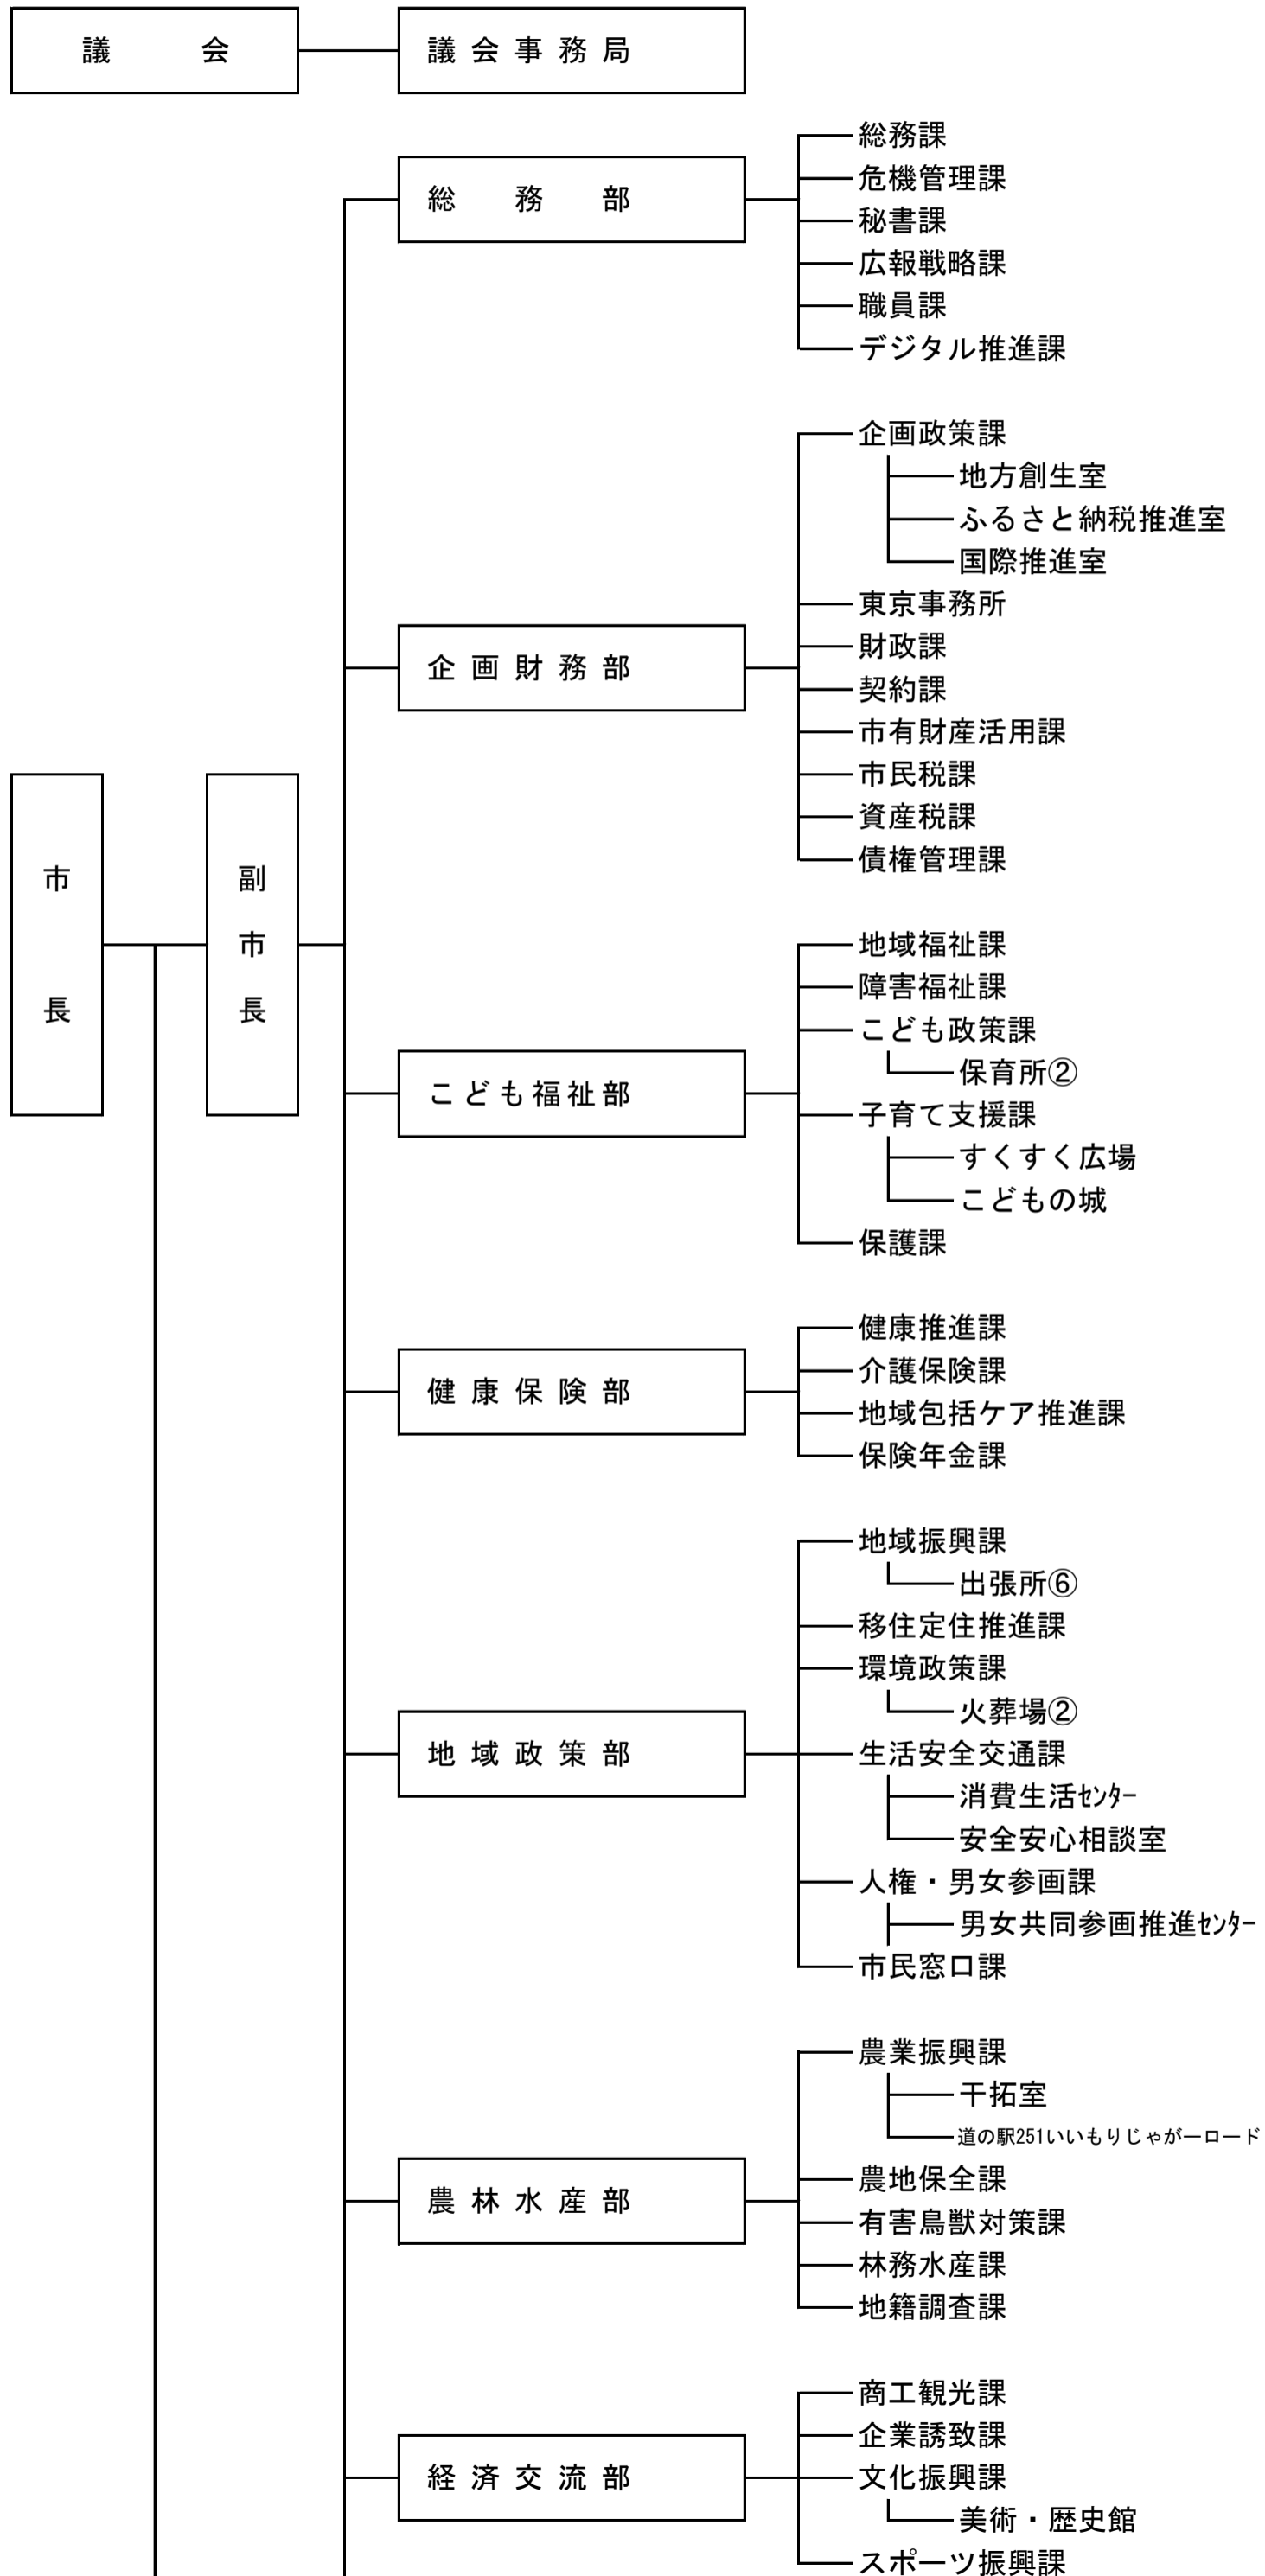 議会
議会事務局
総務部
総務課
危機管理課
秘書課
広報戦略課
職員課
デジタル推進課
企画財務部
企画政策課
地方創生室
ふるさと納税推進室
国際推進室
東京事務所
財政課
契約課
市有財産活用課
市民税課
資産税課
債権管理課
市長
副市長
こども福祉部
地域福祉課
障害福祉課
こども政策課
保育所②
子育て支援課
すくすく広場
こどもの城
保護課
健康保険部
健康推進課
介護保険課
地域包括ケア推進課
保険年金課
地域政策部
地域振興課
出張所⑥
移住定住推進課
環境政策課
火葬場②
生活安全交通課
消費生活ｾﾝﾀｰ
安全安心相談室
人権・男女参画課
男女共同参画推進ｾﾝﾀｰ
市民窓口課
農林水産部
農業振興課
干拓室
道の駅251いいもりじゃがーロード
農地保全課
有害鳥獣対策課
林務水産課
地籍調査課
経済交流部
商工観光課
企業誘致課
文化振興課
美術・歴史館
スポーツ振興課